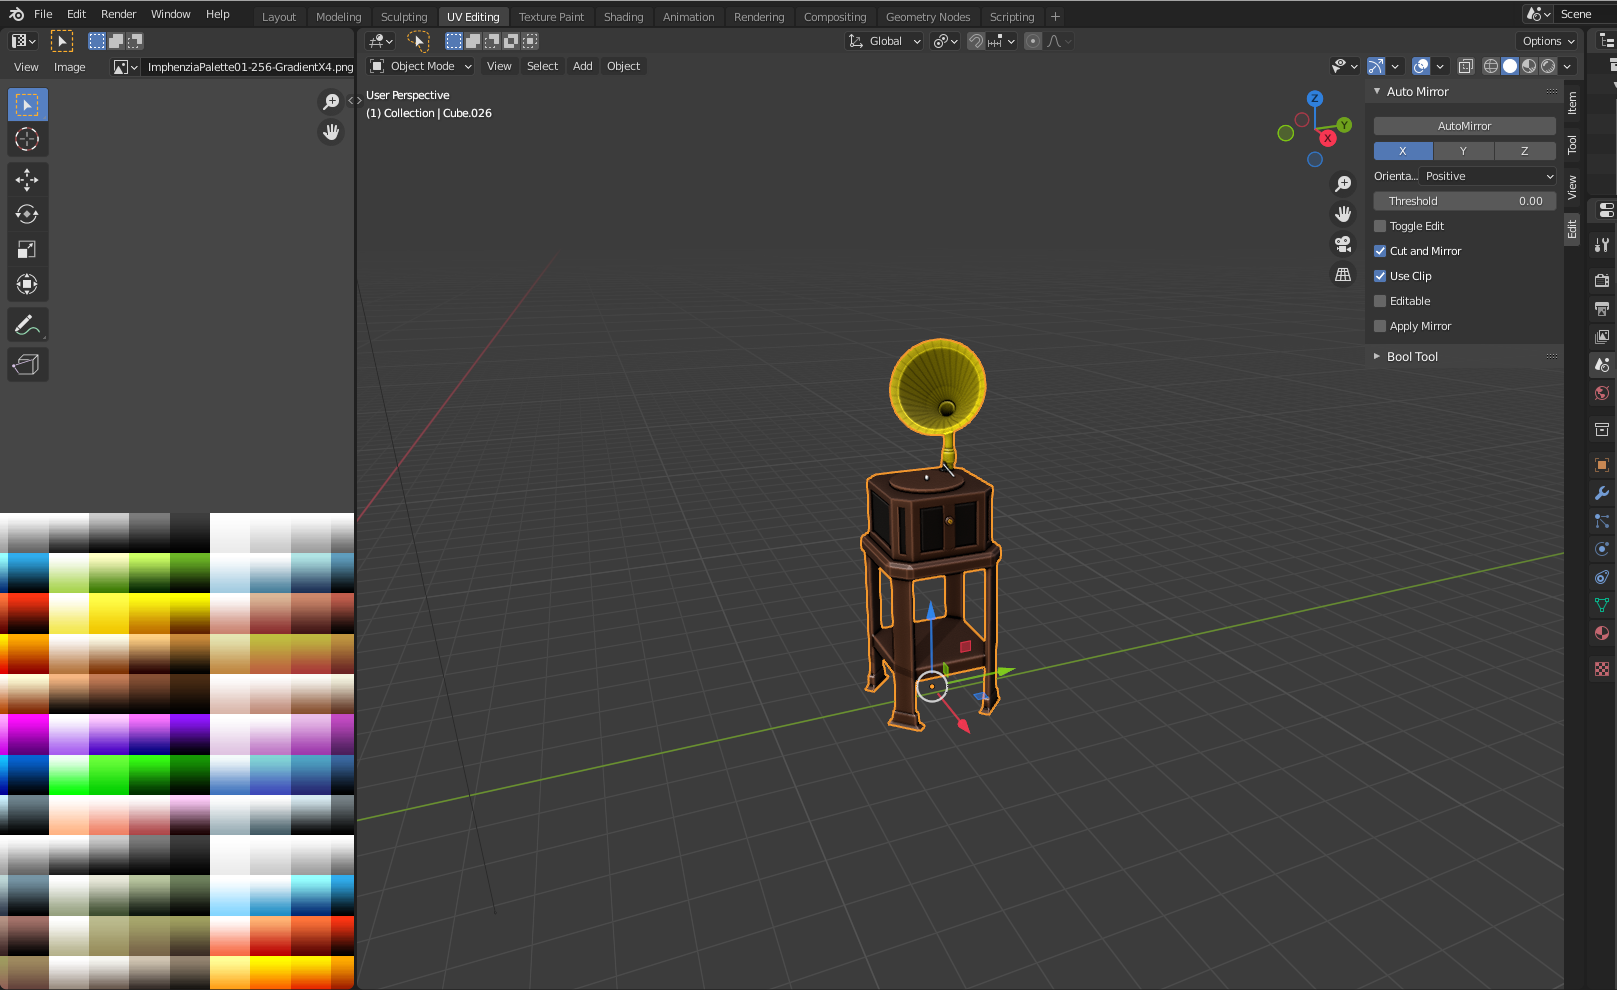 File Edit Render Window Help Layout Modeling Sculpting UV Editing Texture Paint Shading Animation Rendering Compositing Geometry Nodes Scripting + Scene
Global Options
View Image ImphenziaPalette01-256-GradientX4.png Object Mode View Select Add Object
User Perspective
(1) Collection | Cube.026
Z
Y
X
Auto Mirror
AutoMirror
X Y Z
Orienta... Positive
Threshold 0.00
Toggle Edit
Cut and Mirror
Use Clip
Editable
Apply Mirror
Bool Tool
Item
Tool
View
Edit